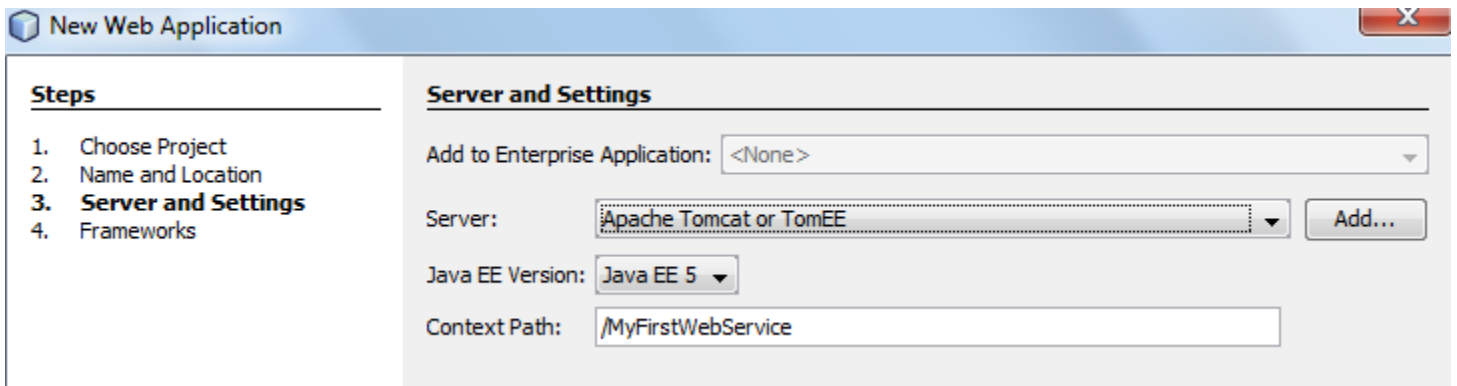 New Web Application
Steps
1. Choose Project
2. Name and Location
3. Server and Settings
4. Frameworks
Server and Settings
Add to Enterprise Application: <None>
Server: Apache Tomcat or TomEE Add...
Java EE Version: Java EE 5
Context Path: /MyFirstWebService